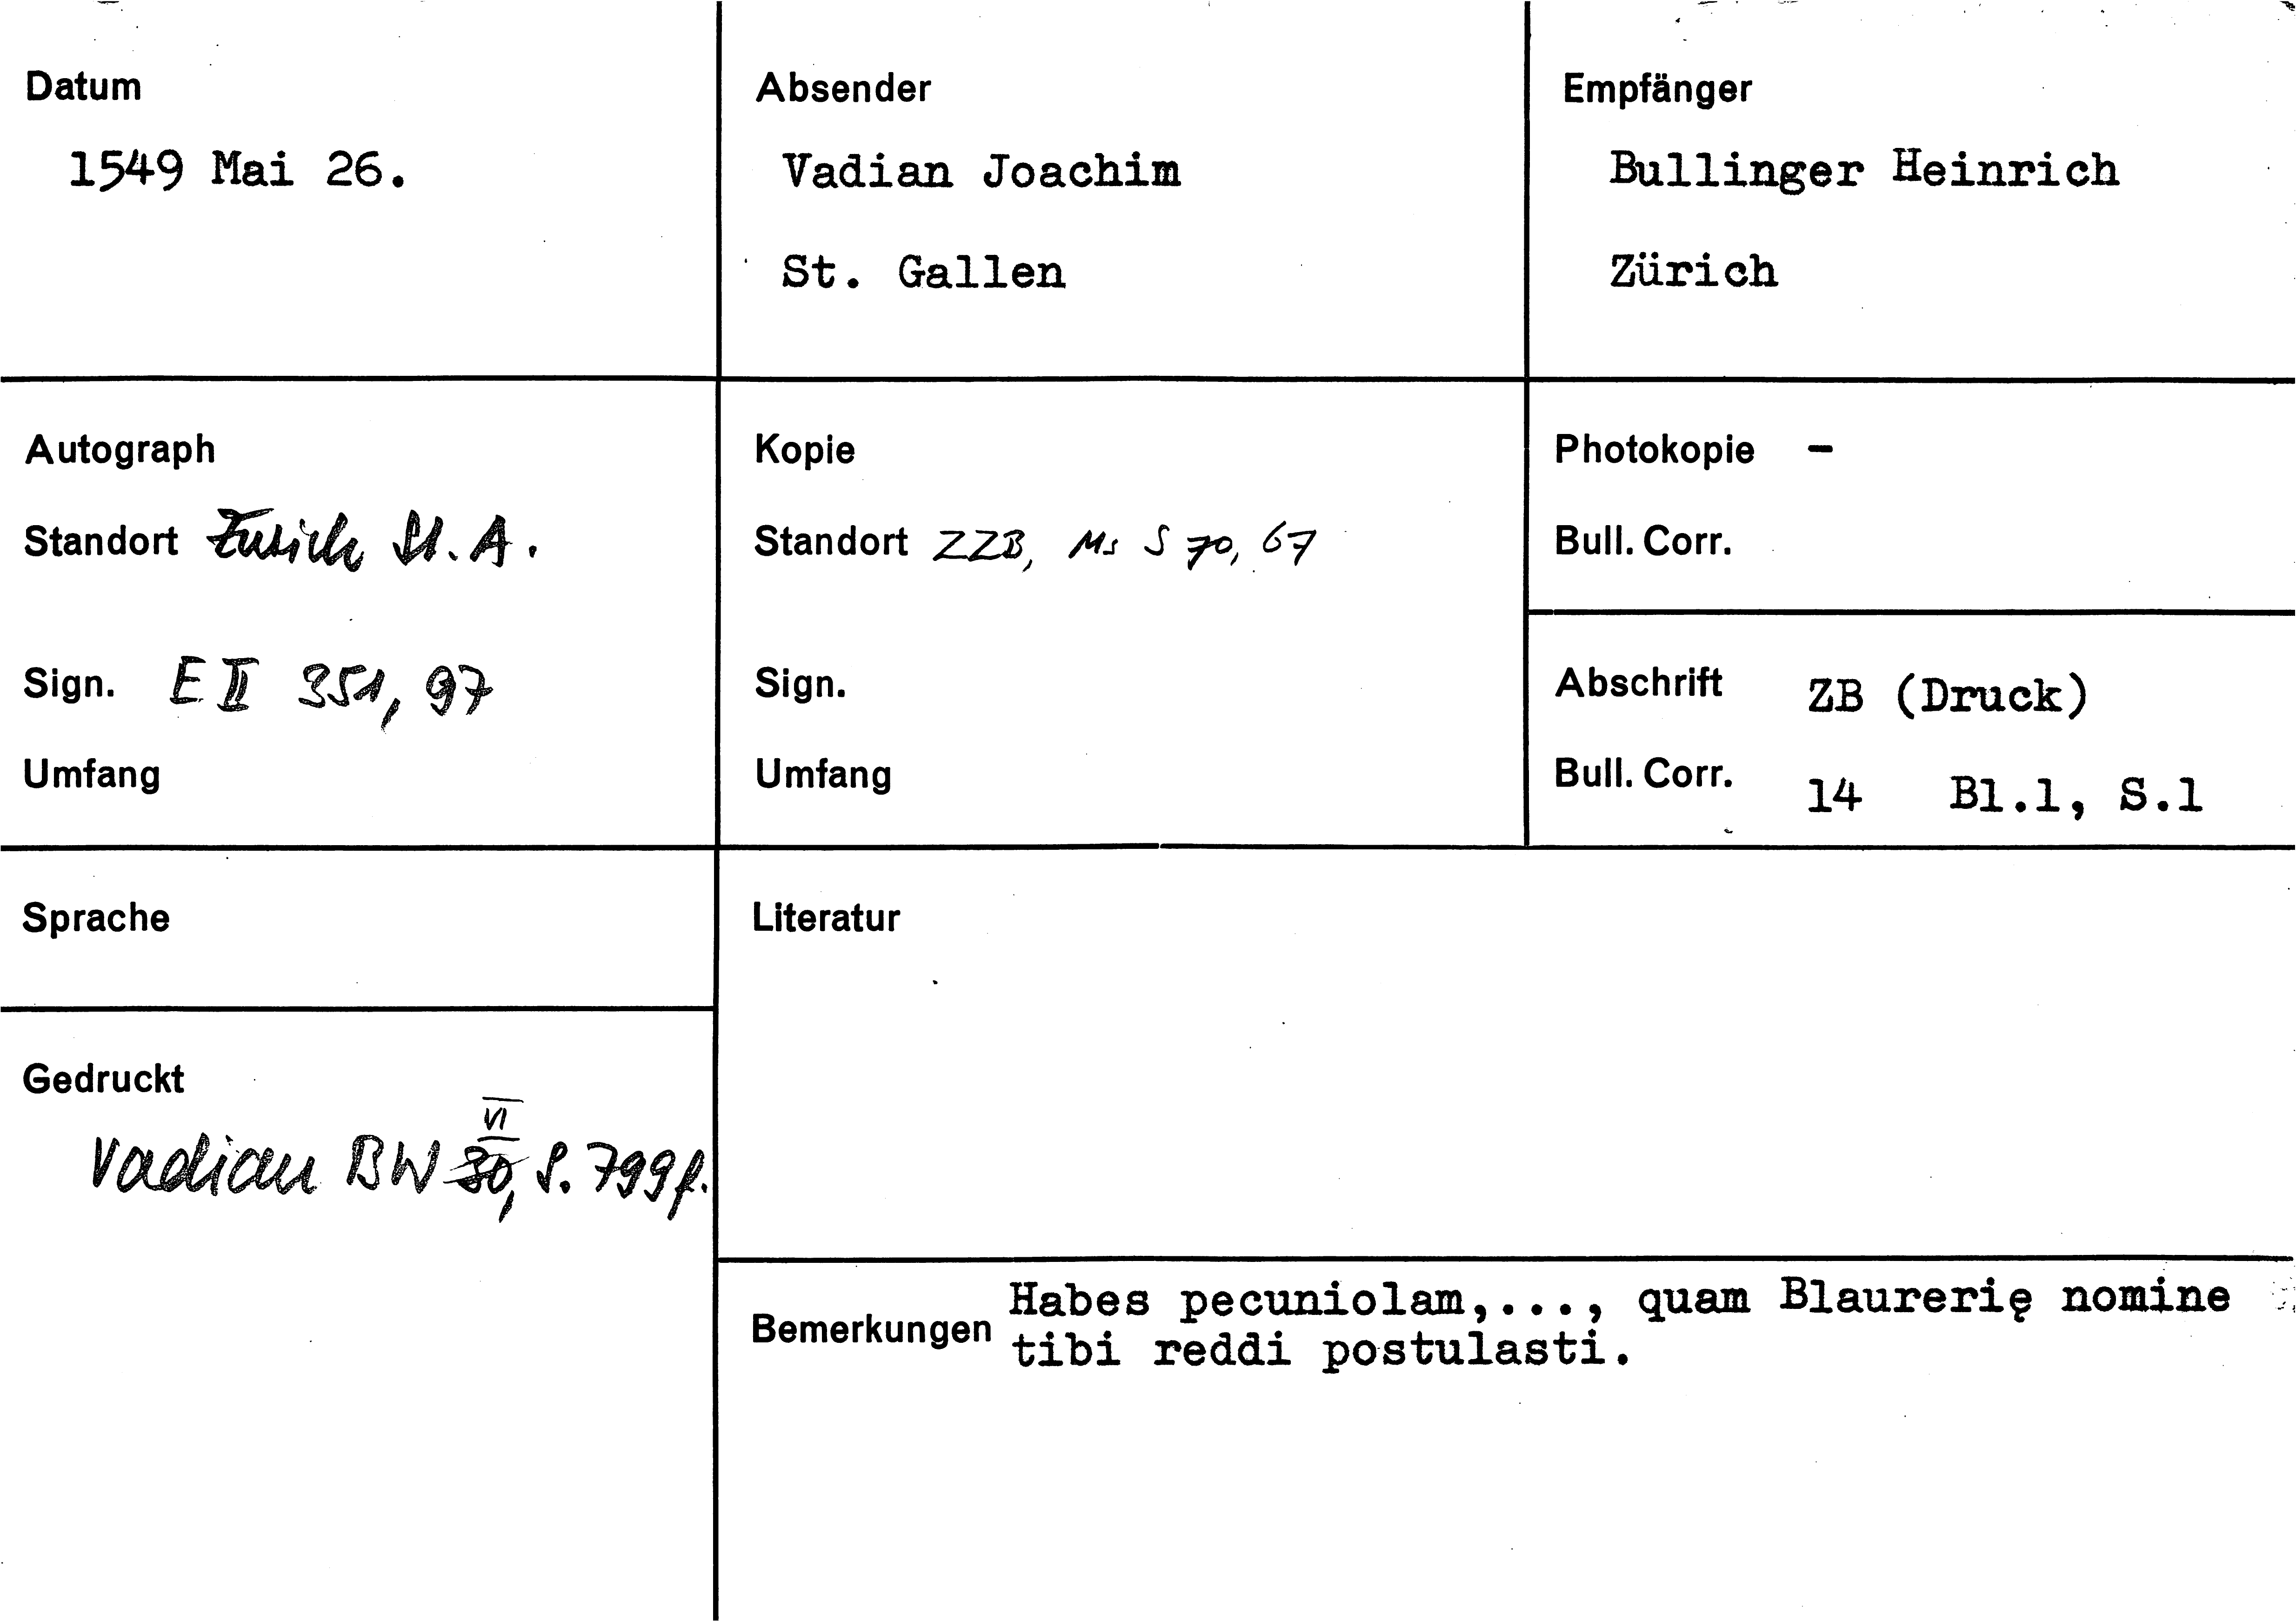 Datum
1549 Mai 26.
Absender
Vadian Joachim
St. Gallen
Empfänger
Bullinger Heinrich
Zürich
Autograph
Standort Zürich St. A.
Sign. E II 351, 97
Umfang
Kopie
Standort ZZB, Ms S 70, 67
Sign.
Umfang
Photokopie -
Bull. Corr.
Abschrift ZB (Druck)
Bull. Corr. 14 Bl.1, S.1
Sprache
Literatur
Gedruckt
VI
Vadian BW 30, S. 799f.
Bemerkungen
Habes pecuniolam,..., quam Blaurerię nomine
tibi reddi postulasti.